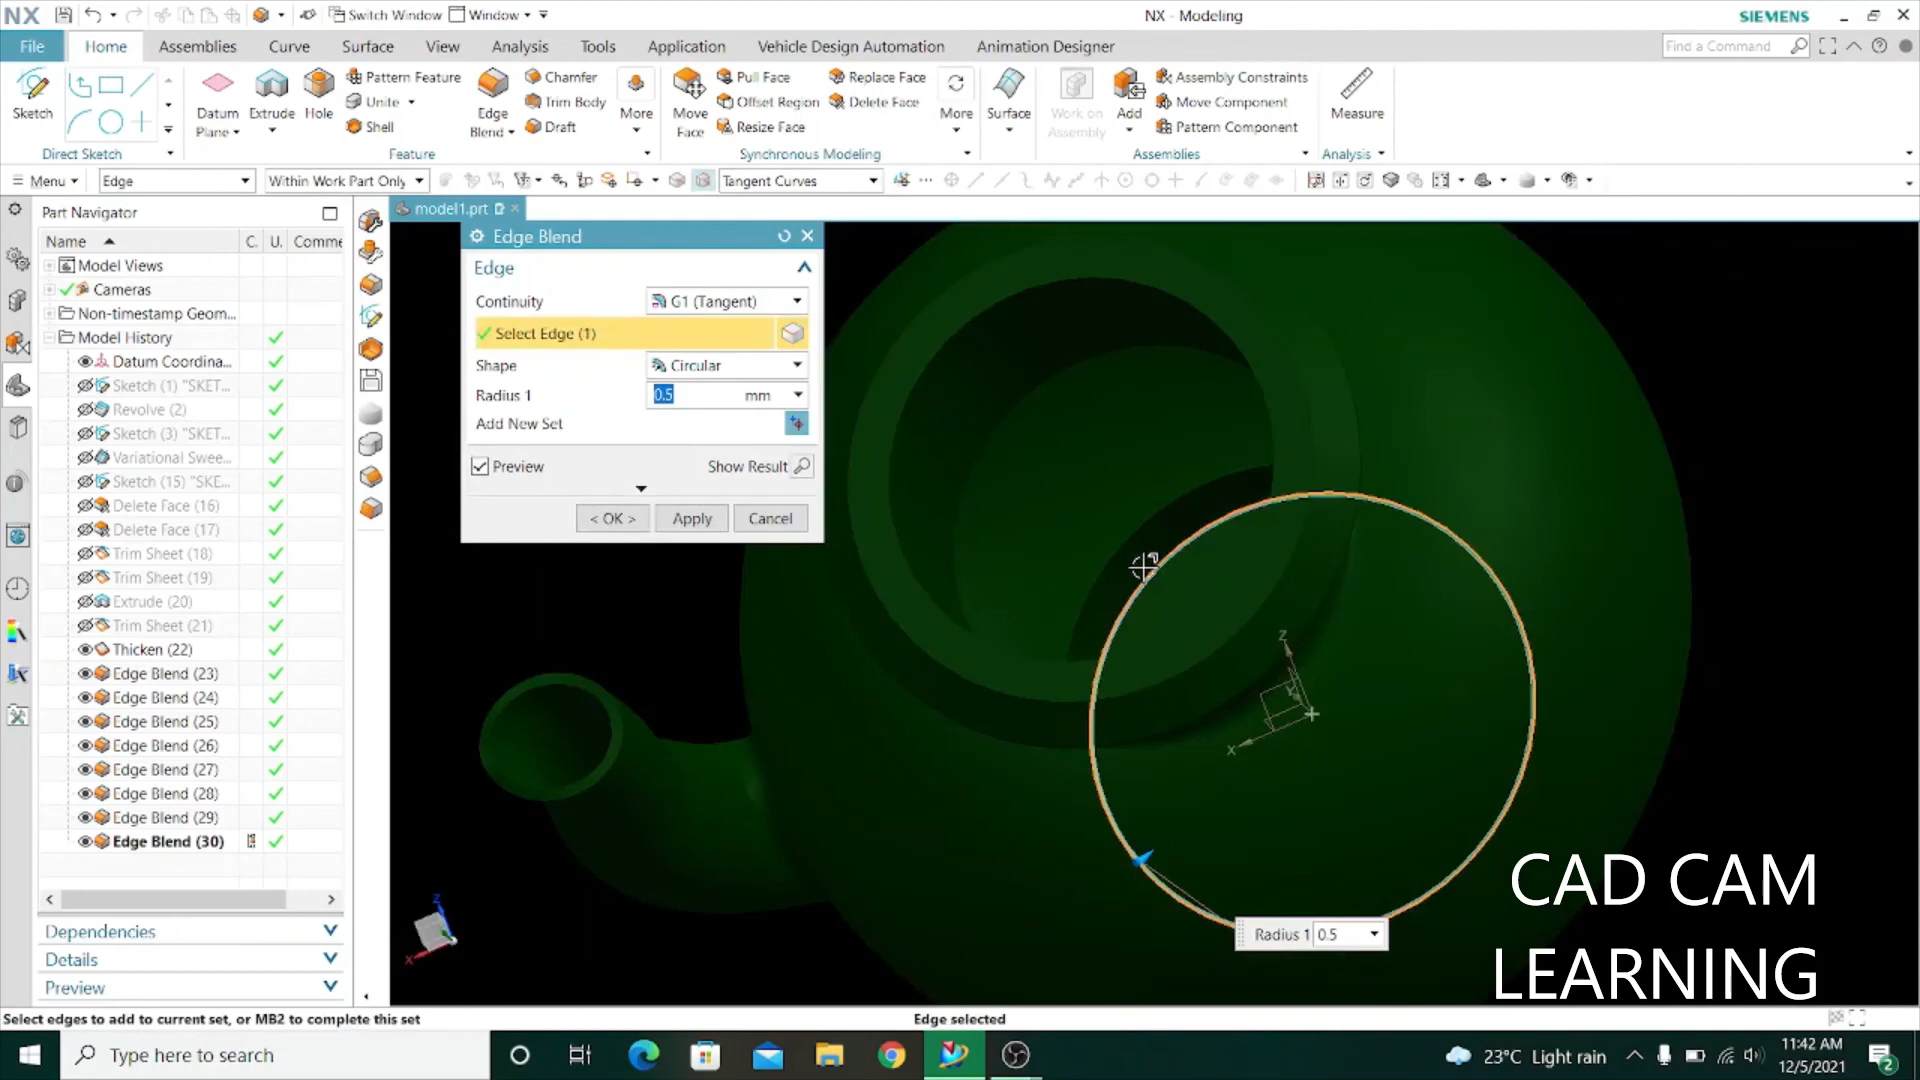 NX
Switch Window
Window
NX - Modeling
SIEMENS
File
Home
Assemblies
Curve
Surface
View
Analysis
Tools
Application
Vehicle Design Automation
Animation Designer
Find a Command
Sketch
Direct Sketch
Datum Plane
Extrude
Hole
Pattern Feature
Unite
Shell
Edge Blend
Chamfer
Trim Body
Draft
More
Feature
Move Face
Pull Face
Offset Region
Resize Face
Replace Face
Delete Face
More
Synchronous Modeling
Surface
Work on Assembly
Add
Assembly Constraints
Move Component
Pattern Component
Assemblies
Measure
Analysis
Menu
Edge
Within Work Part Only
Tangent Curves
Part Navigator
Name
C.
U.
Comme
Model Views
Cameras
Non-timestamp Geom...
Model History
Datum Coordina...
Sketch (1) "SKET...
Revolve (2)
Sketch (3) "SKET...
Variational Swee...
Sketch (15) "SKE...
Delete Face (16)
Delete Face (17)
Trim Sheet (18)
Trim Sheet (19)
Extrude (20)
Trim Sheet (21)
Thicken (22)
Edge Blend (23)
Edge Blend (24)
Edge Blend (25)
Edge Blend (26)
Edge Blend (27)
Edge Blend (28)
Edge Blend (29)
Edge Blend (30)
Dependencies
Details
Preview
model1.prt
Edge Blend
Edge
Continuity
G1 (Tangent)
Select Edge (1)
Shape
Circular
Radius 1
0.5
mm
Add New Set
Preview
Show Result
< OK >
Apply
Cancel
Z
X
Z
X
Radius 1
0.5
CAD CAM
LEARNING
Select edges to add to current set, or MB2 to complete this set
Edge selected
Type here to search
23°C Light rain
11:42 AM
12/5/2021
2